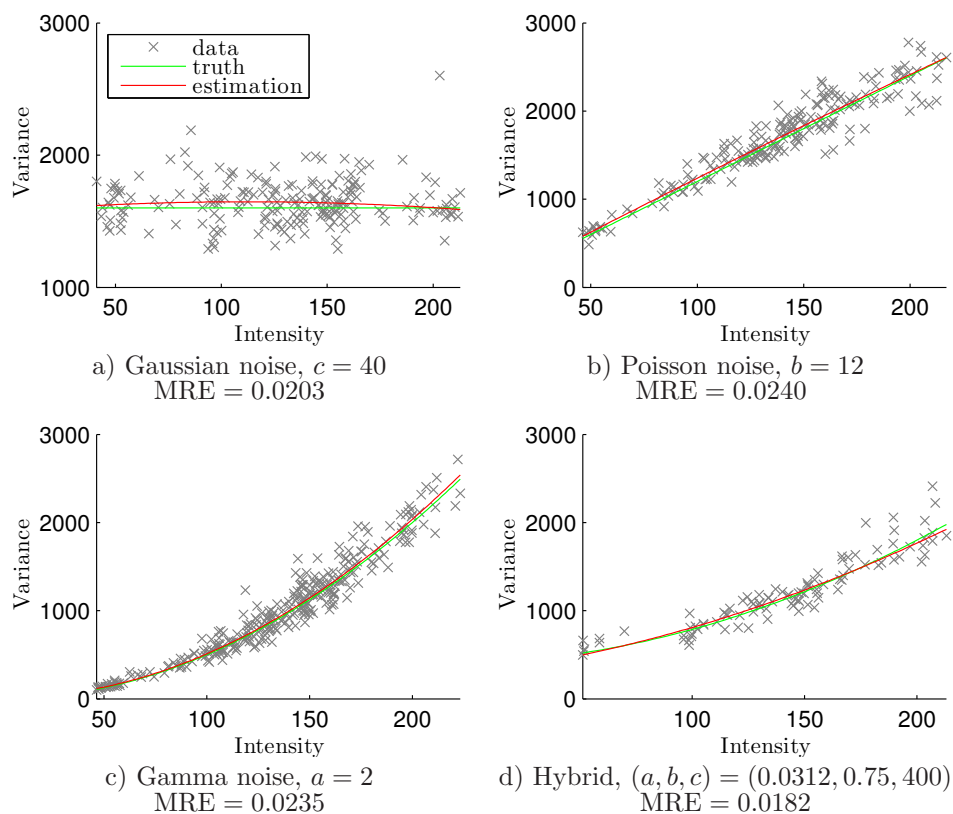 3000
2000
1000
Variance
data
truth
estimation
50 100 150 200
Intensity
a) Gaussian noise, c = 40
MRE = 0.0203
3000
2000
1000
0
Variance
50 100 150 200
Intensity
b) Poisson noise, b = 12
MRE = 0.0240
3000
2000
1000
0
Variance
50 100 150 200
Intensity
c) Gamma noise, a = 2
MRE = 0.0235
3000
2000
1000
0
Variance
100 150 200
Intensity
d) Hybrid, (a, b, c) = (0.0312, 0.75, 400)
MRE = 0.0182